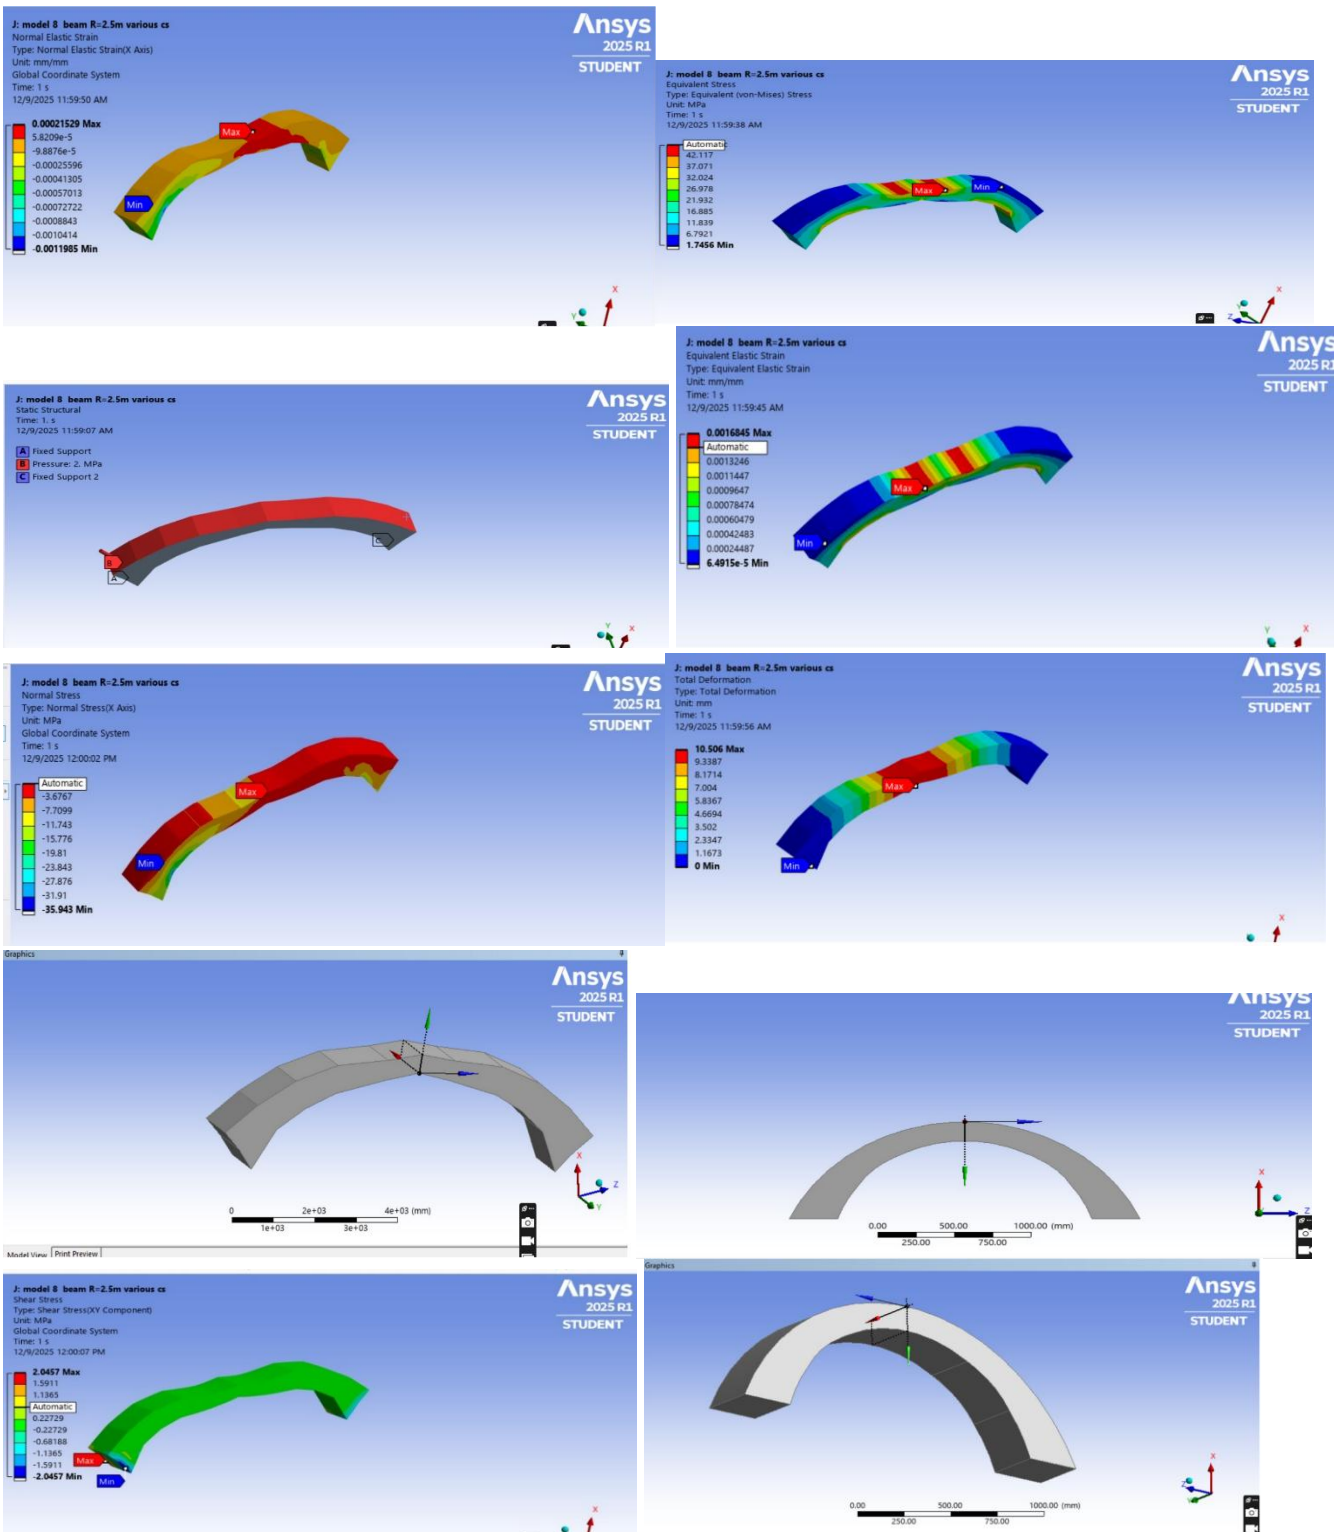 J: model 8 beam R=2.5m various cs
Normal Elastic Strain
Type: Normal Elastic Strain(X Axis)
Unit: mm/mm
Global Coordinate System
Time: 1 s
12/9/2025 11:59:50 AM
Ansys
2025 R1
STUDENT
0.00021529 Max
5.8209e-5
-9.8876e-5
-0.00025596
-0.00041305
-0.00057013
-0.00072722
-0.0008843
-0.0010414
-0.0011985 Min
Max
Min
X
Y
J: model 8 beam R=2.5m various cs
Equivalent Stress
Type: Equivalent (von-Mises) Stress
Unit: MPa
Time: 1 s
12/9/2025 11:59:38 AM
Ansys
2025 R1
STUDENT
Automatic
42.117
37.071
32.024
26.978
21.932
16.885
11.839
6.7921
1.7456 Min
Max
Min
X
Y
Z
J: model 8 beam R=2.5m various cs
Static Structural
Time: 1. s
12/9/2025 11:59:07 AM
Ansys
2025 R1
STUDENT
A Fixed Support
B Pressure: 2. MPa
C Fixed Support 2
B
A
C
Y
X
J: model 8 beam R=2.5m various cs
Equivalent Elastic Strain
Type: Equivalent Elastic Strain
Unit: mm/mm
Time: 1 s
12/9/2025 11:59:45 AM
Ansys
2025 R1
STUDENT
0.0016845 Max
Automatic
0.0013246
0.0011447
0.0009647
0.00078474
0.00060479
0.00042483
0.00024487
6.4915e-5 Min
Max
Min
Y
X
J: model 8 beam R=2.5m various cs
Normal Stress
Type: Normal Stress(X Axis)
Unit: MPa
Global Coordinate System
Time: 1 s
12/9/2025 12:00:02 PM
Ansys
2025 R1
STUDENT
Automatic
-3.6767
-7.7099
-11.743
-15.776
-19.81
-23.843
-27.876
-31.91
-35.943 Min
Max
Min
J: model 8 beam R=2.5m various cs
Total Deformation
Type: Total Deformation
Unit: mm
Time: 1 s
12/9/2025 11:59:56 AM
Ansys
2025 R1
STUDENT
10.506 Max
9.3387
8.1714
7.004
5.8367
4.6694
3.502
2.3347
1.1673
0 Min
Max
Min
X
Graphics
Ansys
2025 R1
STUDENT
0 2e+03 4e+03 (mm)
1e+03 3e+03
X
Z
Y
Model View Print Preview
Ansys
2025 R1
STUDENT
0.00 500.00 1000.00 (mm)
250.00 750.00
X
Y
Z
J: model 8 beam R=2.5m various cs
Shear Stress
Type: Shear Stress(XY Component)
Unit: MPa
Global Coordinate System
Time: 1 s
12/9/2025 12:00:07 PM
Ansys
2025 R1
STUDENT
2.0457 Max
1.5911
1.1365
Automatic
0.22729
-0.22729
-0.68188
-1.1365
-1.5911
-2.0457 Min
Max
Min
X
Graphics
Ansys
2025 R1
STUDENT
0.00 500.00 1000.00 (mm)
250.00 750.00
X
Z
Y